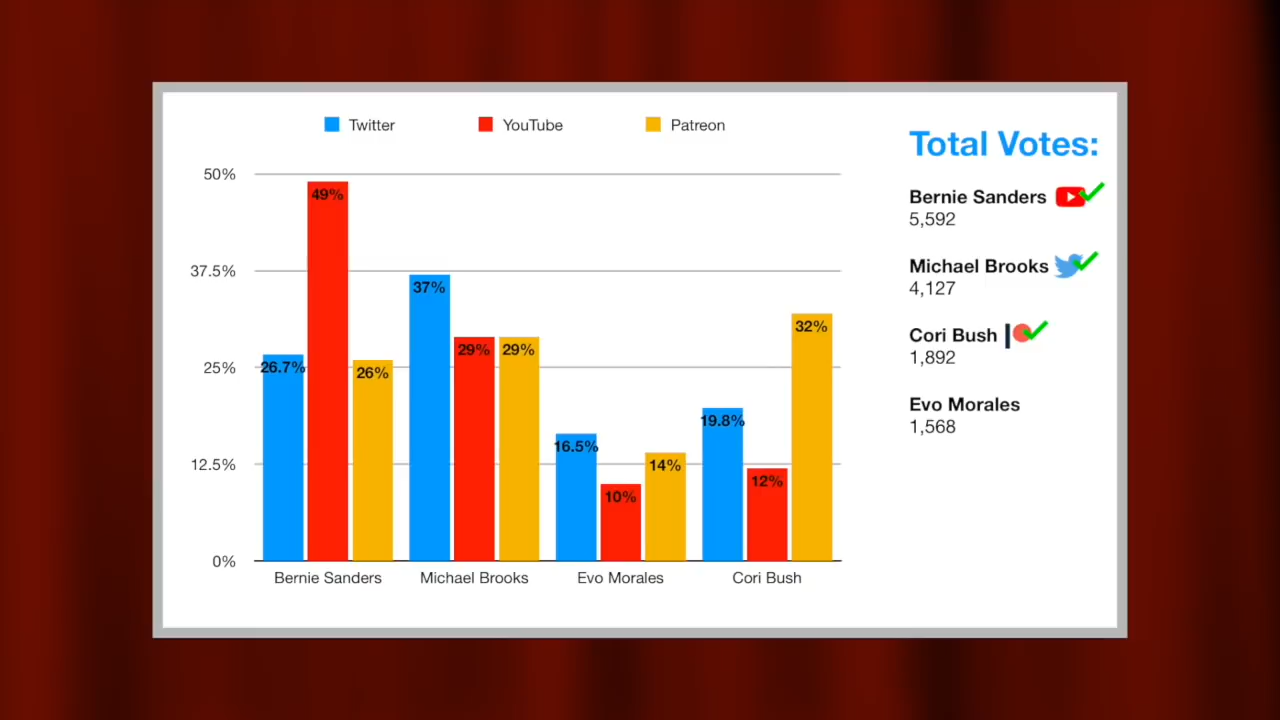 Twitter
YouTube
Patreon
50%
37.5%
25%
12.5%
0%
26.7%
49%
26%
37%
29%
29%
16.5%
10%
14%
19.8%
12%
32%
Bernie Sanders
Michael Brooks
Evo Morales
Cori Bush
Total Votes:
Bernie Sanders
5,592
Michael Brooks
4,127
Cori Bush
1,892
Evo Morales
1,568